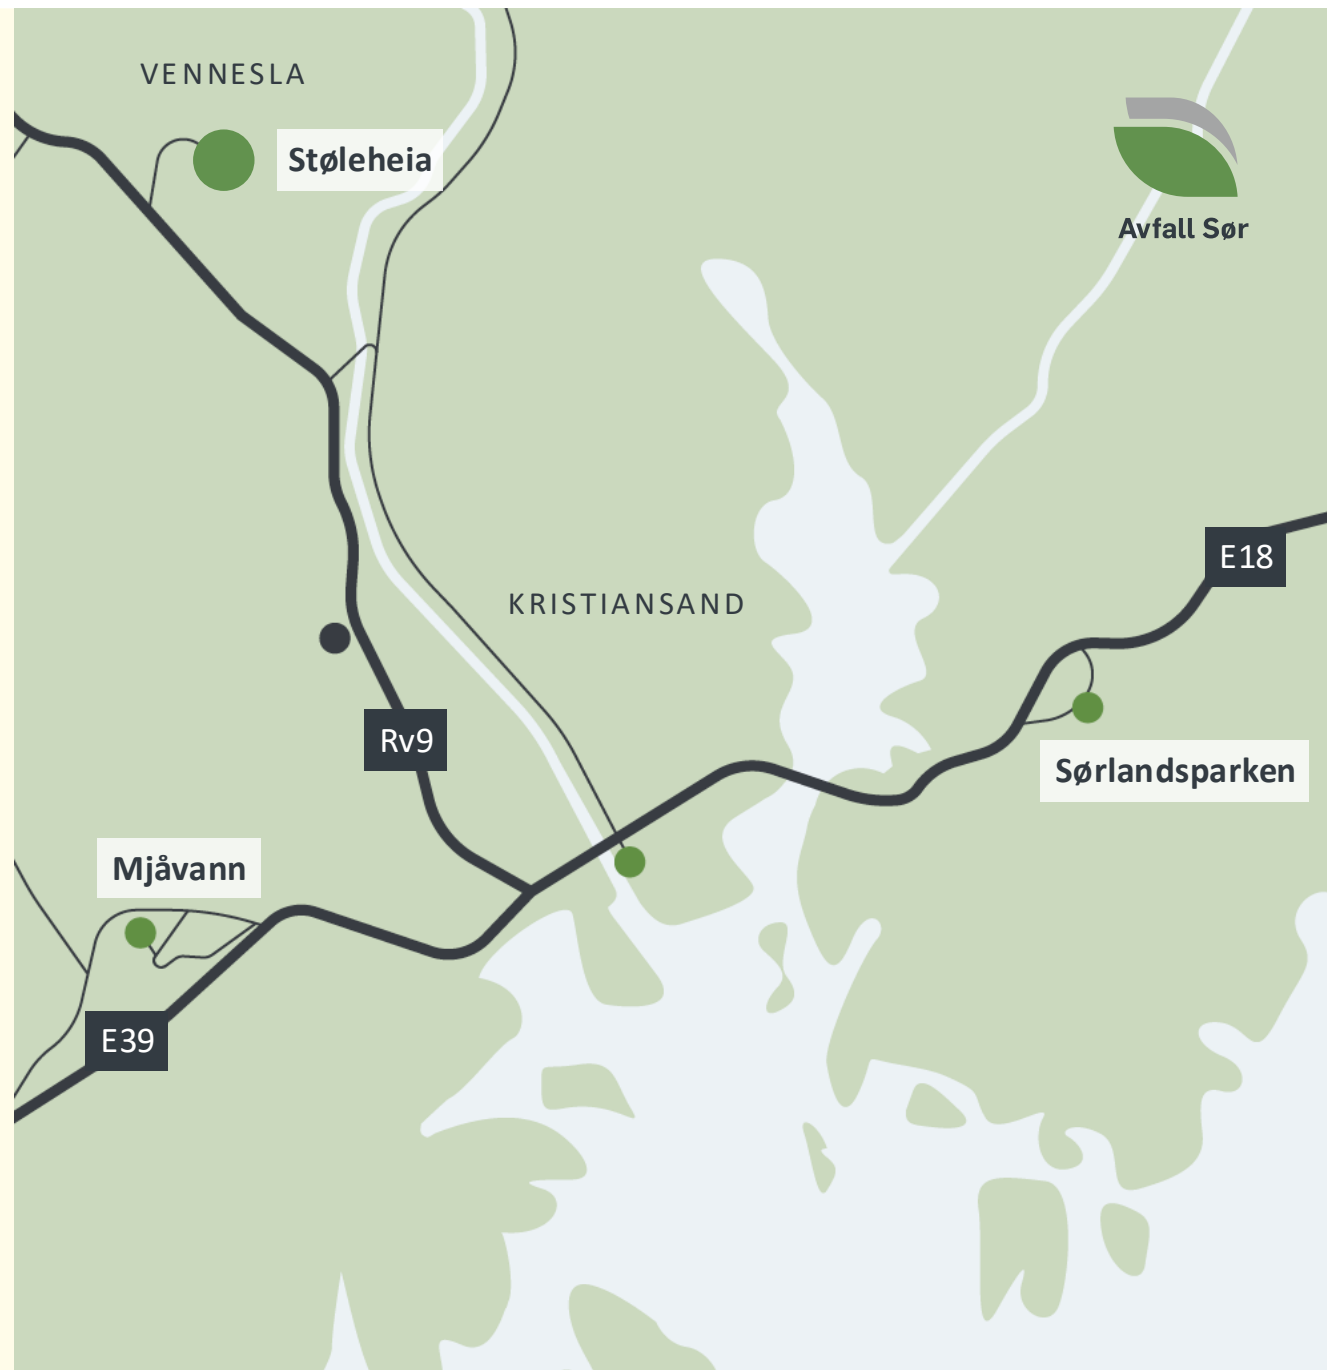 VENNESLA
Støleheia
Avfall Sør
E18
KRISTIANSAND
Rv9
Sørlandsparken
Mjåvann
E39